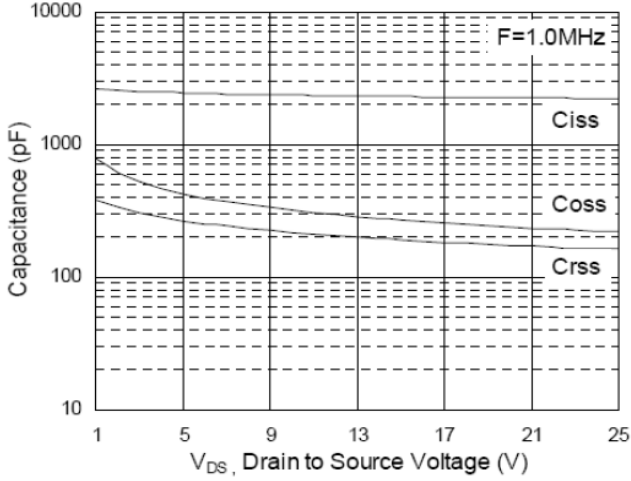 10000
F=1.0MHz
Ciss
1000
Capacitance (pF)
Coss
Crss
100
10
1 5 9 13 17 21 25
VDS , Drain to Source Voltage (V)